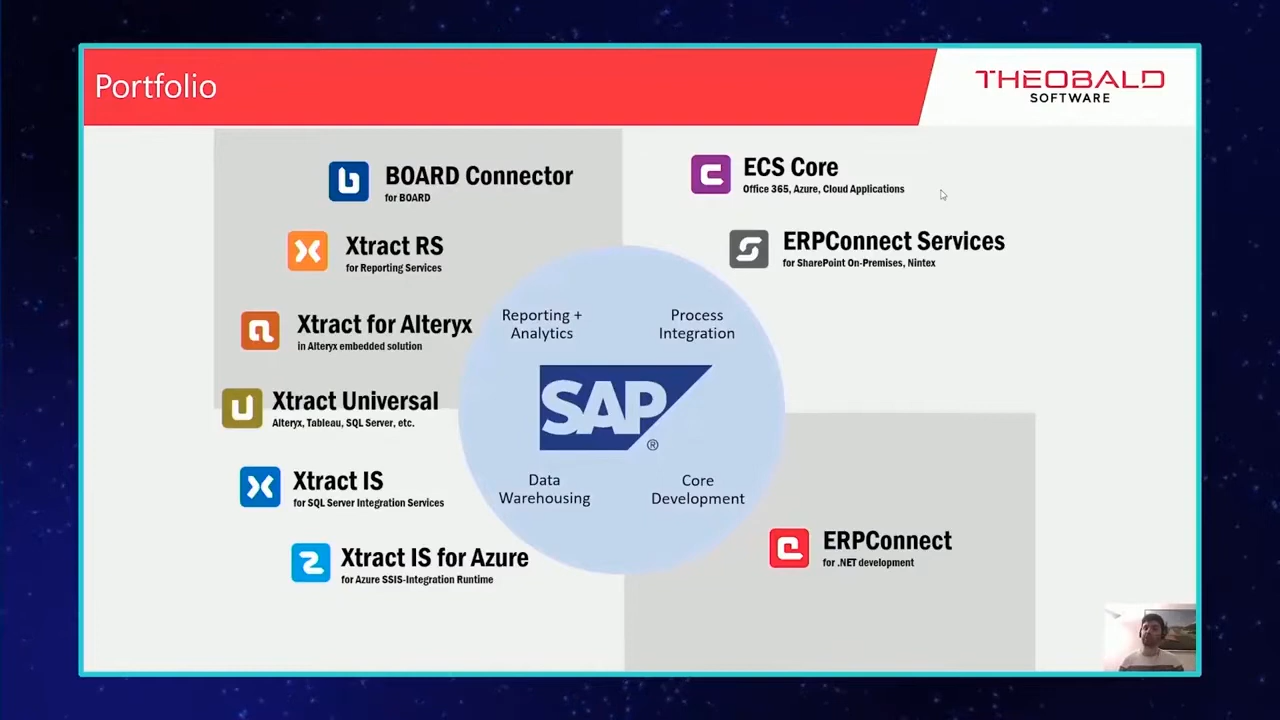 Portfolio
THEOBALD
SOFTWARE
BOARD Connector
for BOARD
Xtract RS
for Reporting Services
Xtract for Alteryx
in Alteryx embedded solution
Xtract Universal
Alteryx, Tableau, SQL Server, etc.
Xtract IS
for SQL Server Integration Services
Xtract IS for Azure
for Azure SSIS-Integration Runtime
ECS Core
Office 365, Azure, Cloud Applications
ERPConnect Services
for SharePoint On-Premises, Nintex
Reporting +
Analytics
Process
Integration
SAP
®
Data
Warehousing
Core
Development
ERPConnect
for .NET development